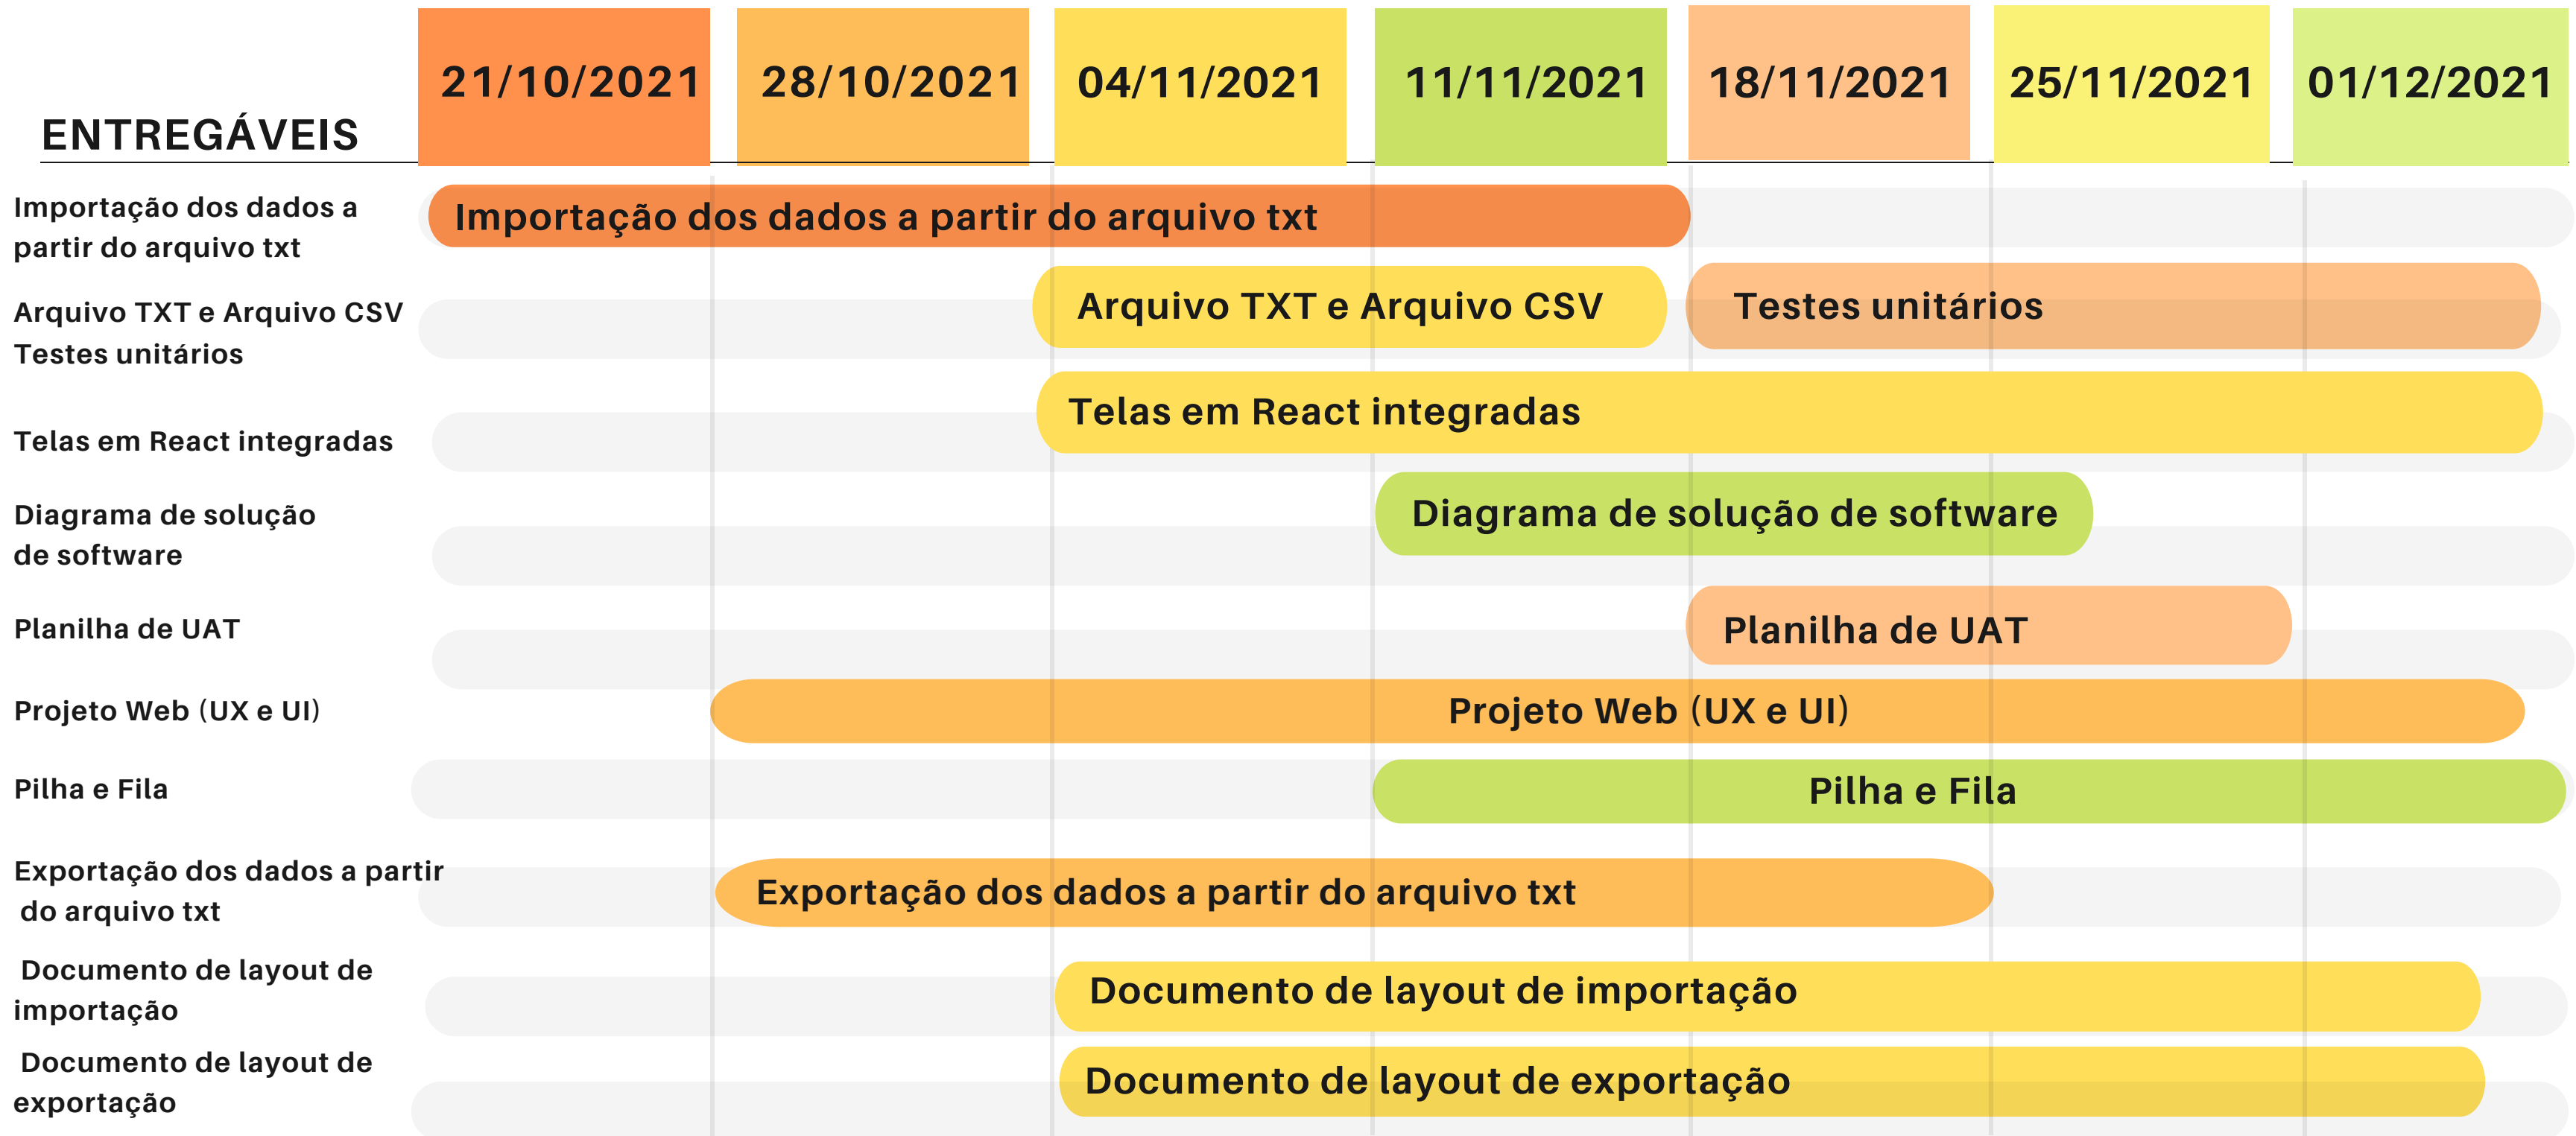 21/10/2021
28/10/2021
04/11/2021
11/11/2021
18/11/2021
25/11/2021
01/12/2021
ENTREGÁVEIS
Importação dos dados a
partir do arquivo txt
Importação dos dados a partir do arquivo txt
Arquivo TXT e Arquivo CSV
Testes unitários
Arquivo TXT e Arquivo CSV
Testes unitários
Telas em React integradas
Telas em React integradas
Diagrama de solução
de software
Diagrama de solução de software
Planilha de UAT
Planilha de UAT
Projeto Web (UX e UI)
Projeto Web (UX e UI)
Pilha e Fila
Pilha e Fila
Exportação dos dados a partir
do arquivo txt
Exportação dos dados a partir do arquivo txt
Documento de layout de
importação
Documento de layout de importação
Documento de layout de
exportação
Documento de layout de exportação